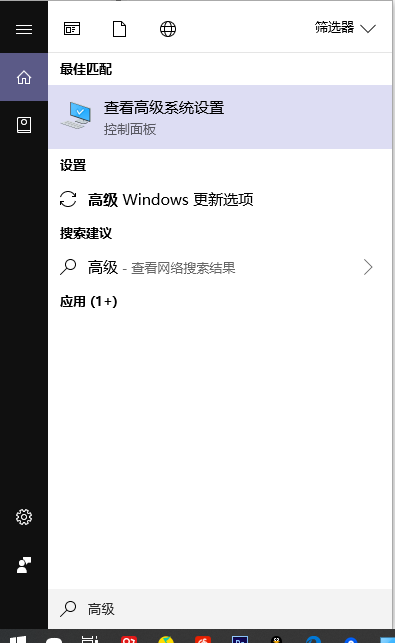 筛选器
最佳匹配
查看高级系统设置
控制面板
设置
高级 Windows 更新选项
搜索建议
高级 - 查看网络搜索结果
应用 (1+)
高级